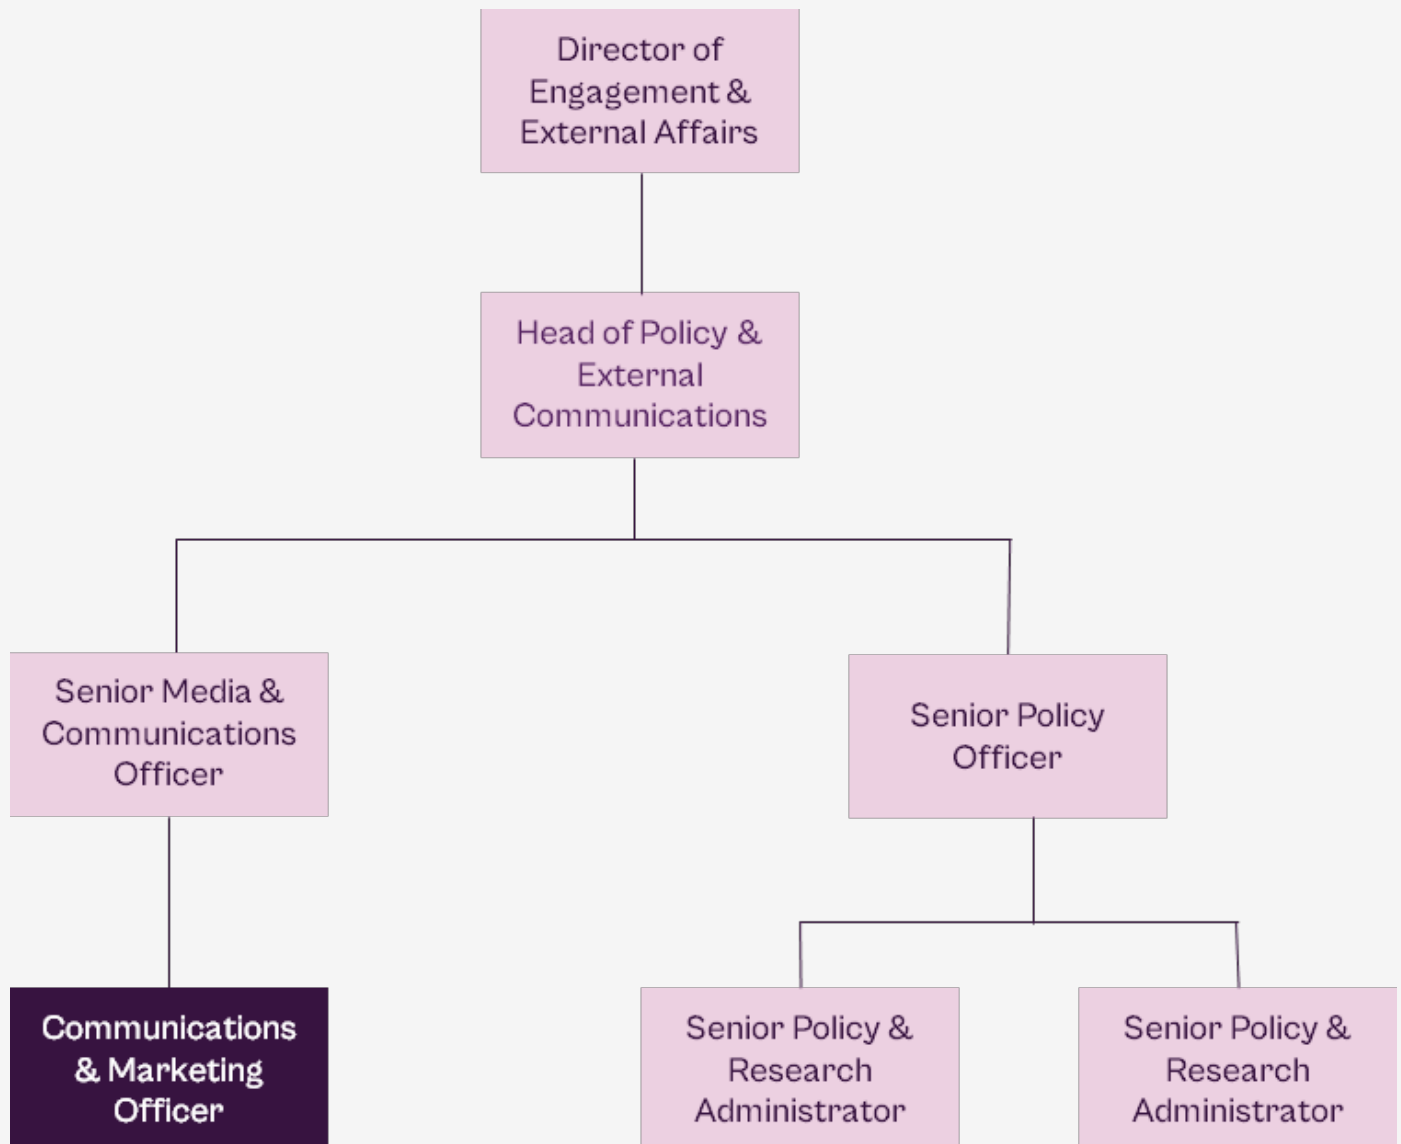 Director of
Engagement &
External Affairs
Head of Policy &
External
Communications
Senior Media &
Communications
Officer
Senior Policy
Officer
Communications
& Marketing
Officer
Senior Policy &
Research
Administrator
Senior Policy &
Research
Administrator